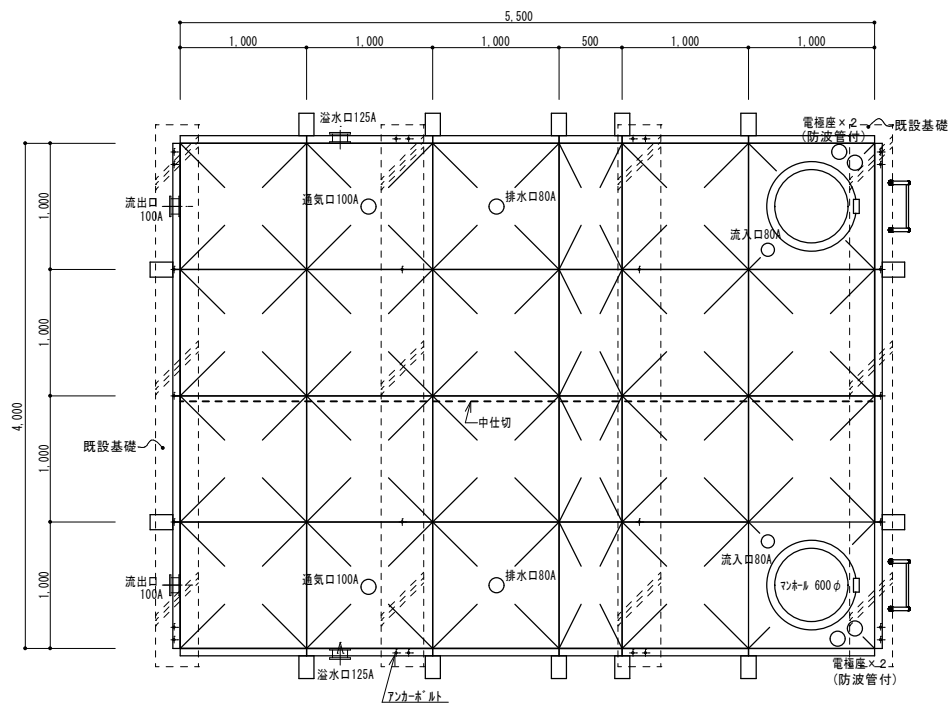 5,500
1,000
1,000
1,000
500
1,000
1,000
溢水口125A
電極座×2
(防波管付)
既設基礎
1,000
流出口
100A
通気口100A
排水口80A
流入口80A
1,000
4,000
中仕切
既設基礎
1,000
流入口80A
流出口
100A
通気口100A
排水口80A
マンホール 600φ
1,000
溢水口125A
電極座×2
(防波管付)
アンカーボルト